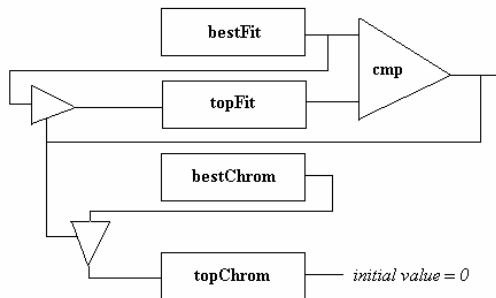 bestFit
cmp
topFit
bestChrom
topChrom
initial value = 0